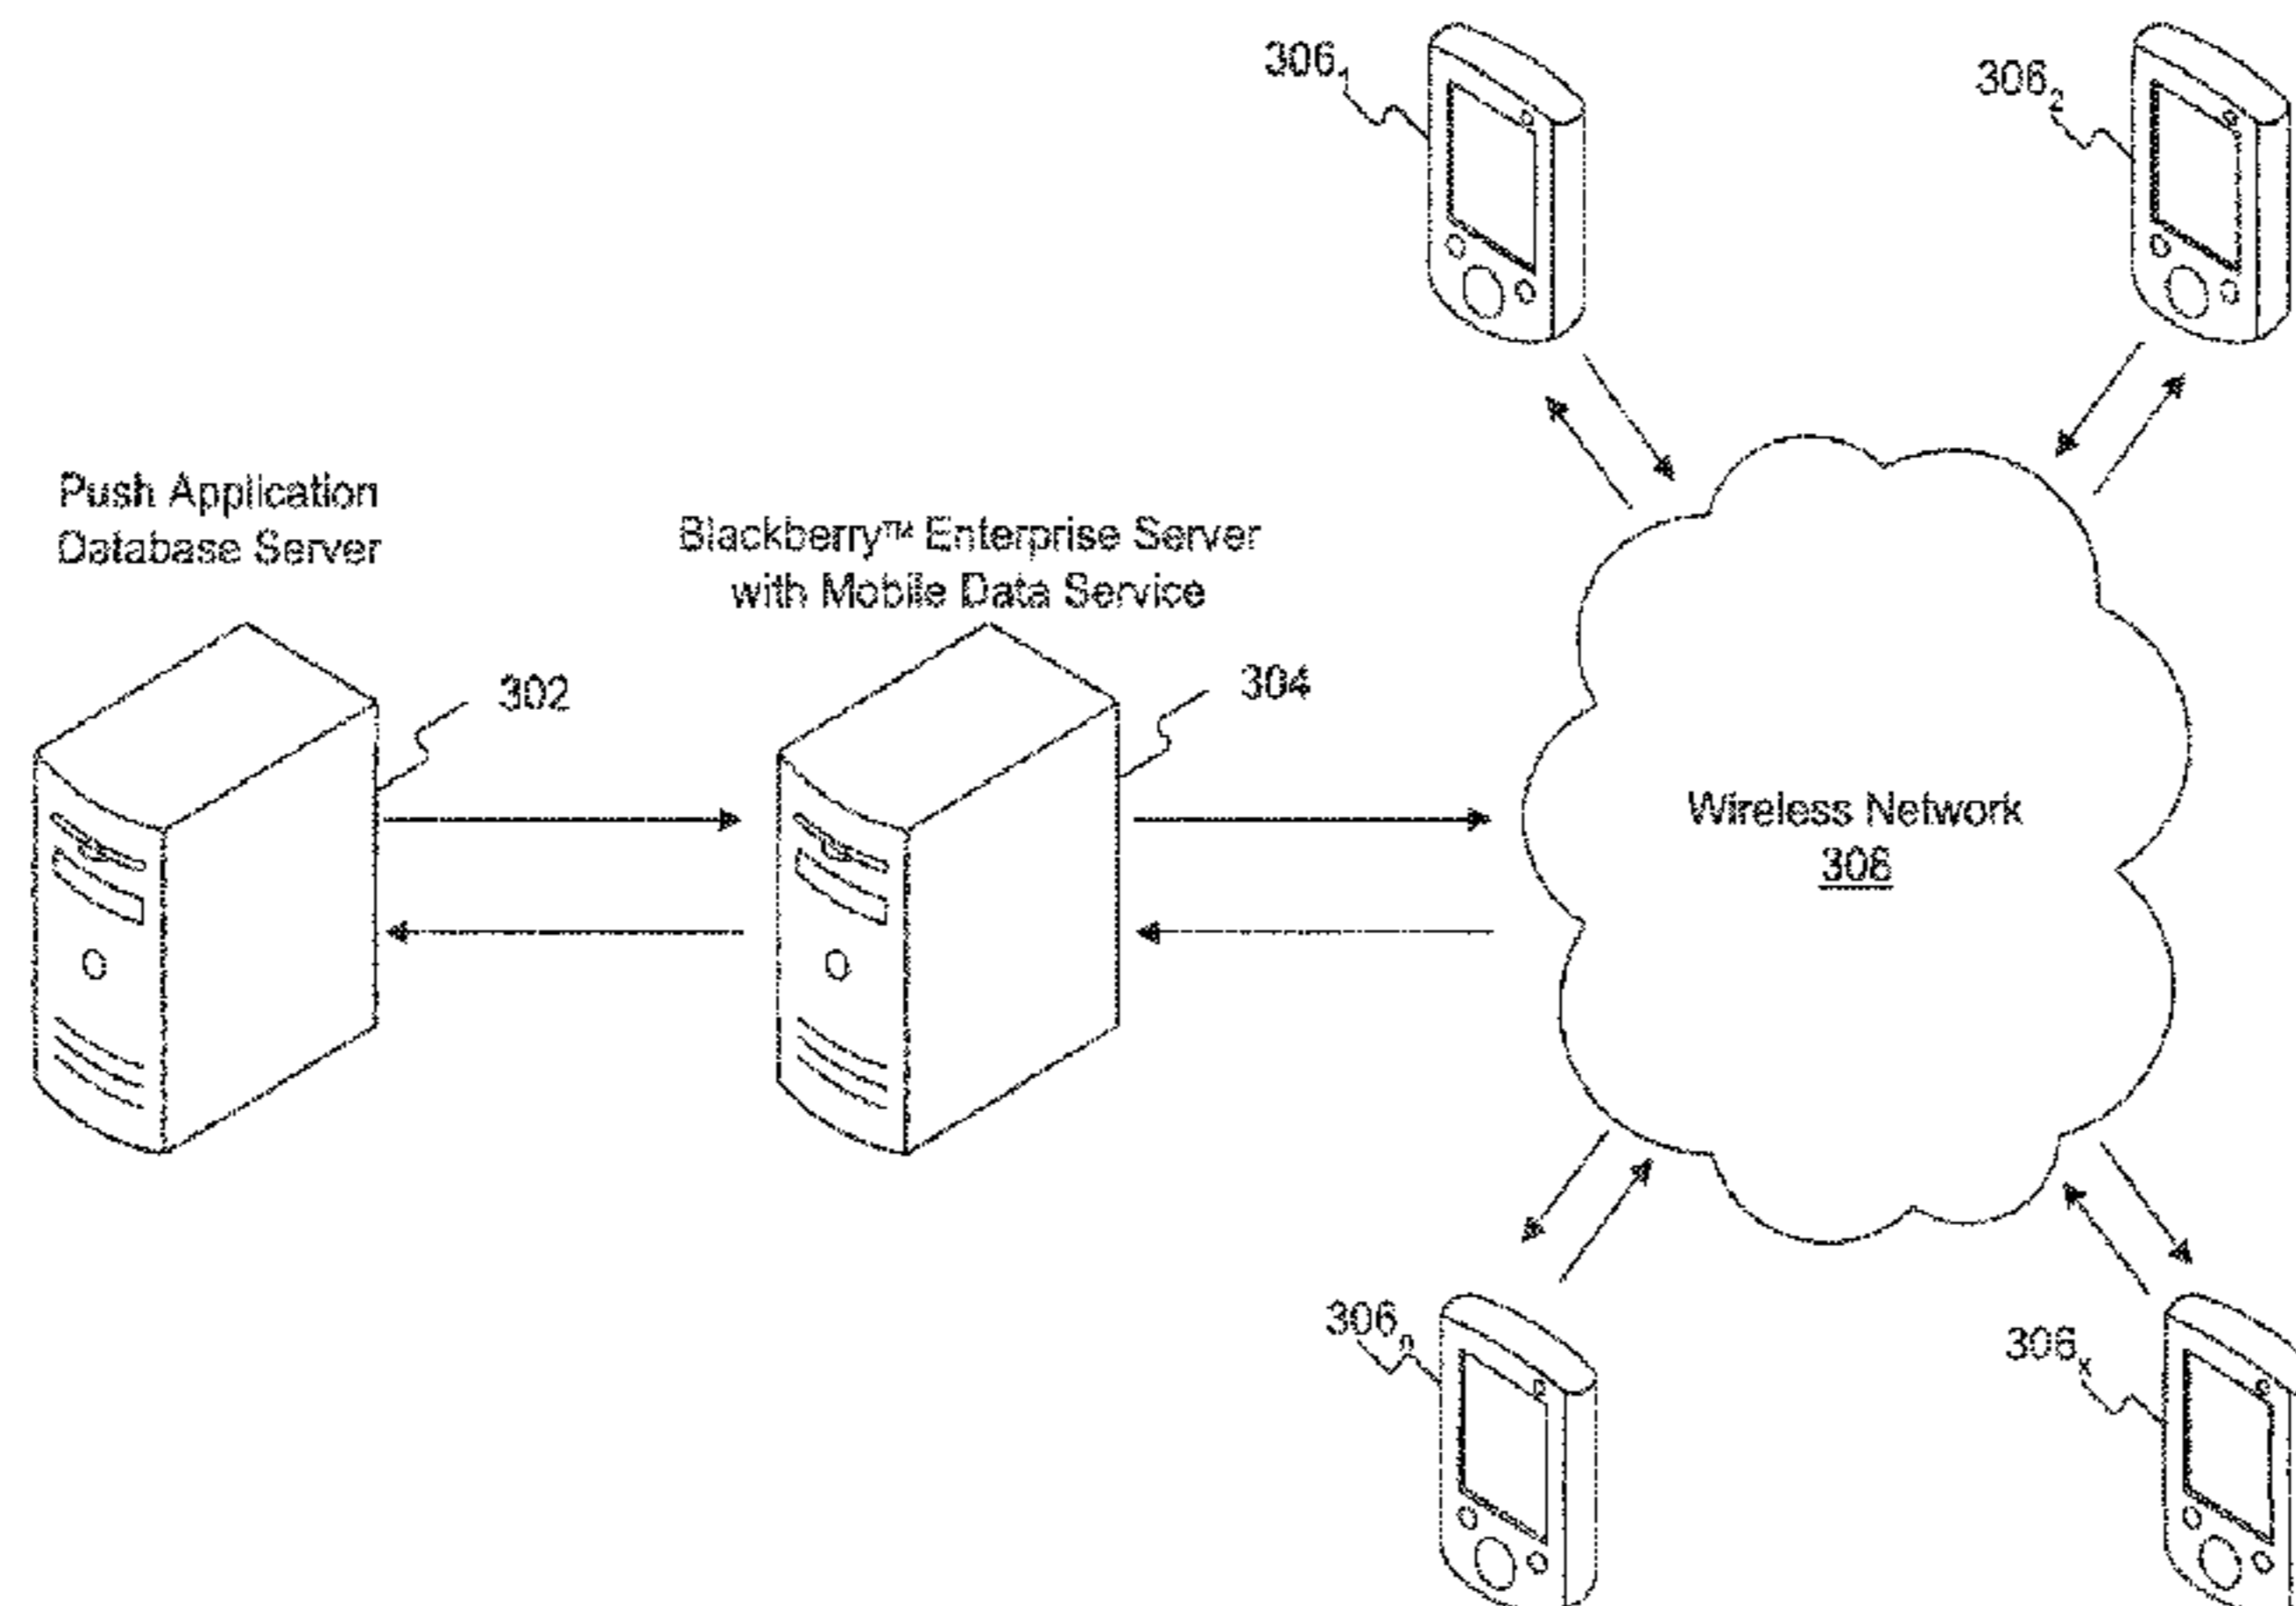 306₁
306₂
Push Application
Database Server
Blackberry™ Enterprise Server
with Mobile Data Service
302
304
Wireless Network
306
306ₙ
306ₓ